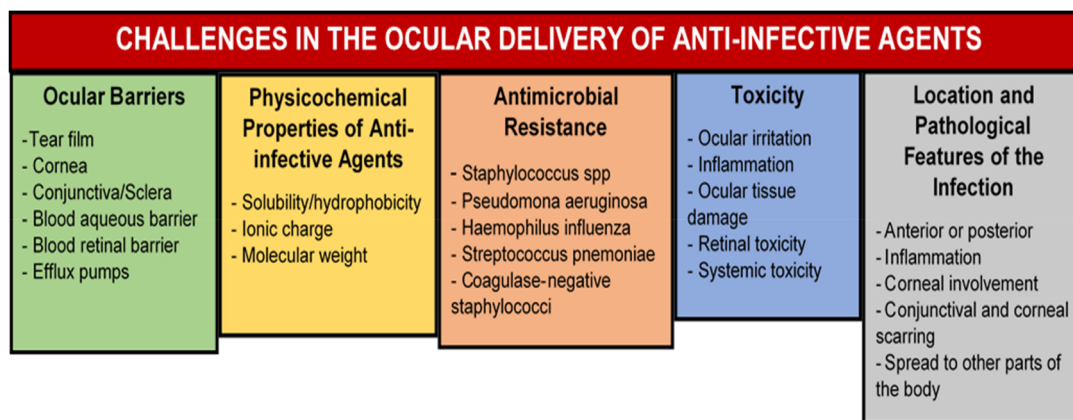 CHALLENGES IN THE OCULAR DELIVERY OF ANTI-INFECTIVE AGENTS
Ocular Barriers
-Tear film
- Cornea
- Conjunctiva/Sclera
- Blood aqueous barrier
- Blood retinal barrier
- Efflux pumps
Physicochemical
Properties of Anti-
infective Agents
- Solubility/hydrophobicity
- Ionic charge
- Molecular weight
Antimicrobial
Resistance
- Staphylococcus spp
- Pseudomona aeruginosa
- Haemophilus influenza
- Streptococcus pnemoniae
- Coagulase-negative
staphylococci
Toxicity
- Ocular irritation
- Inflammation
- Ocular tissue
damage
- Retinal toxicity
- Systemic toxicity
Location and
Pathological
Features of the
Infection
- Anterior or posterior
- Inflammation
- Corneal involvement
- Conjunctival and corneal
scarring
- Spread to other parts of
the body